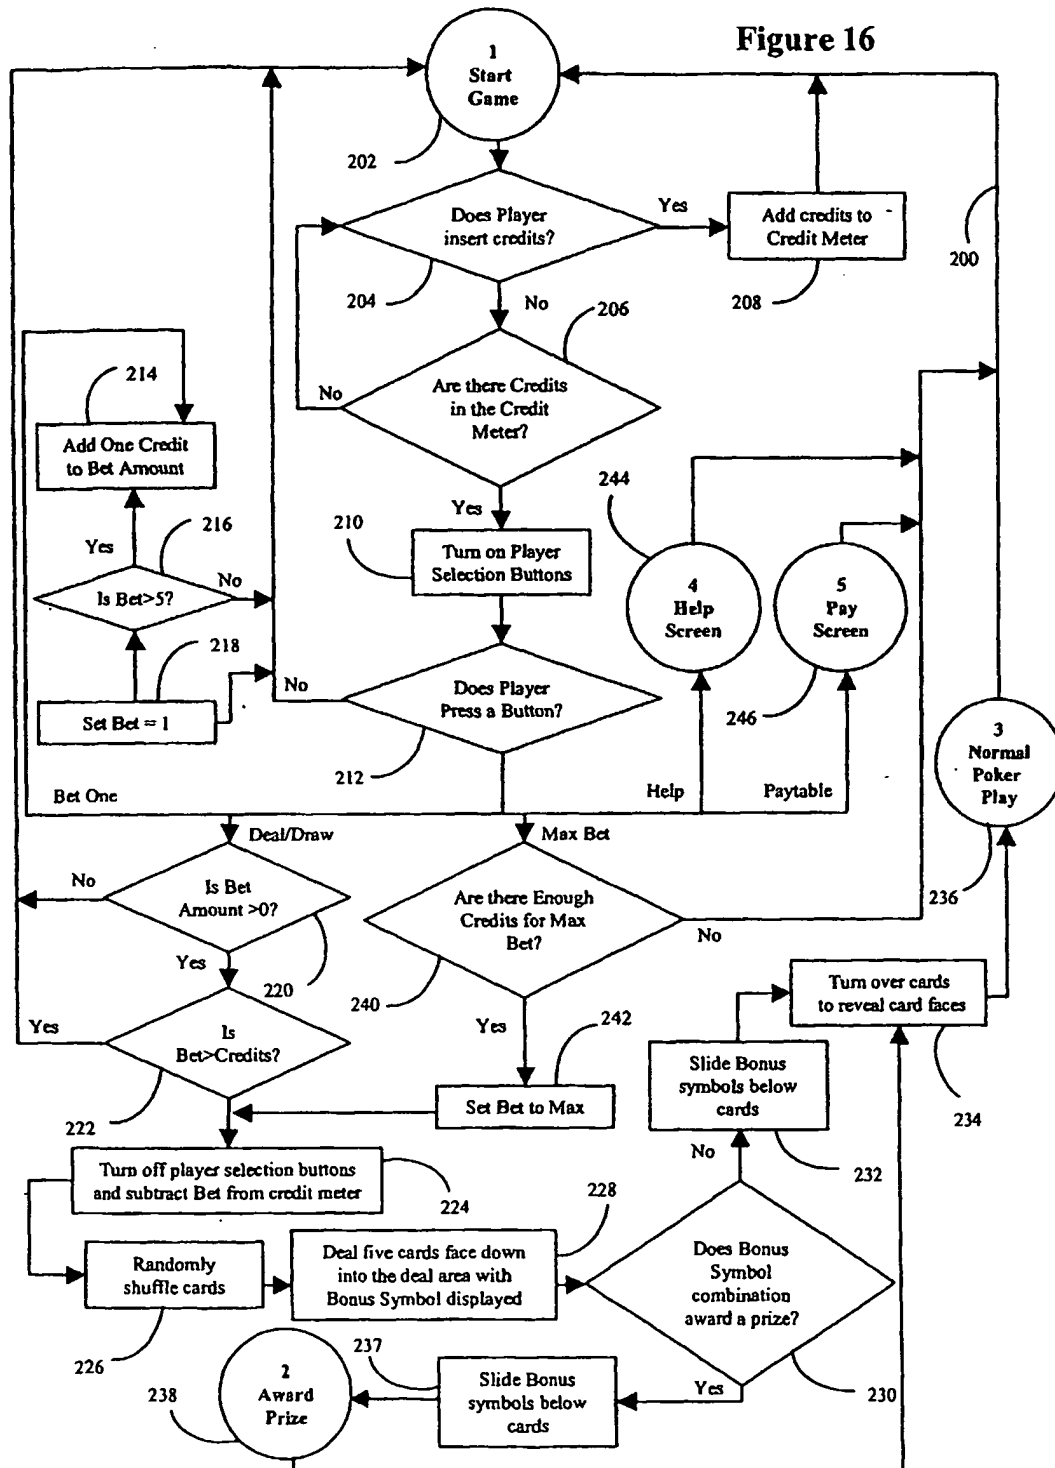 Figure 16
1
Start
Game
202
Does Player
insert credits?
Yes
Add credits to
Credit Meter
200
204
No
208
206
214
No
Are there Credits
in the Credit
Meter?
Add One Credit
to Bet Amount
244
216
Yes
210
228
Yes
Turn on Player
Selection Buttons
No
Is Bet>5?
4
Help
Screen
5
Pay
Screen
218
No
Does Player
Press a Button?
Set Bet = 1
246
3
Normal
Poker
Play
212
Bet One
Help
Paytable
Deal/Draw
Max Bet
No
Is Bet
Amount >0?
Are there Enough
Credits for Max
Bet?
236
No
Yes
220
240
Turn over cards
to reveal card faces
Yes
Is
Bet>Credits?
Yes
242
Slide Bonus
symbols below
cards
Set Bet to Max
234
222
No
232
Turn off player selection buttons
and subtract Bet from credit meter
224
Randomly
shuffle cards
Deal five cards face down
into the deal area with
Bonus Symbol displayed
Does Bonus
Symbol
combination
award a prize?
226
237
2
Award
Prize
Slide Bonus
symbols below
cards
Yes
230
238